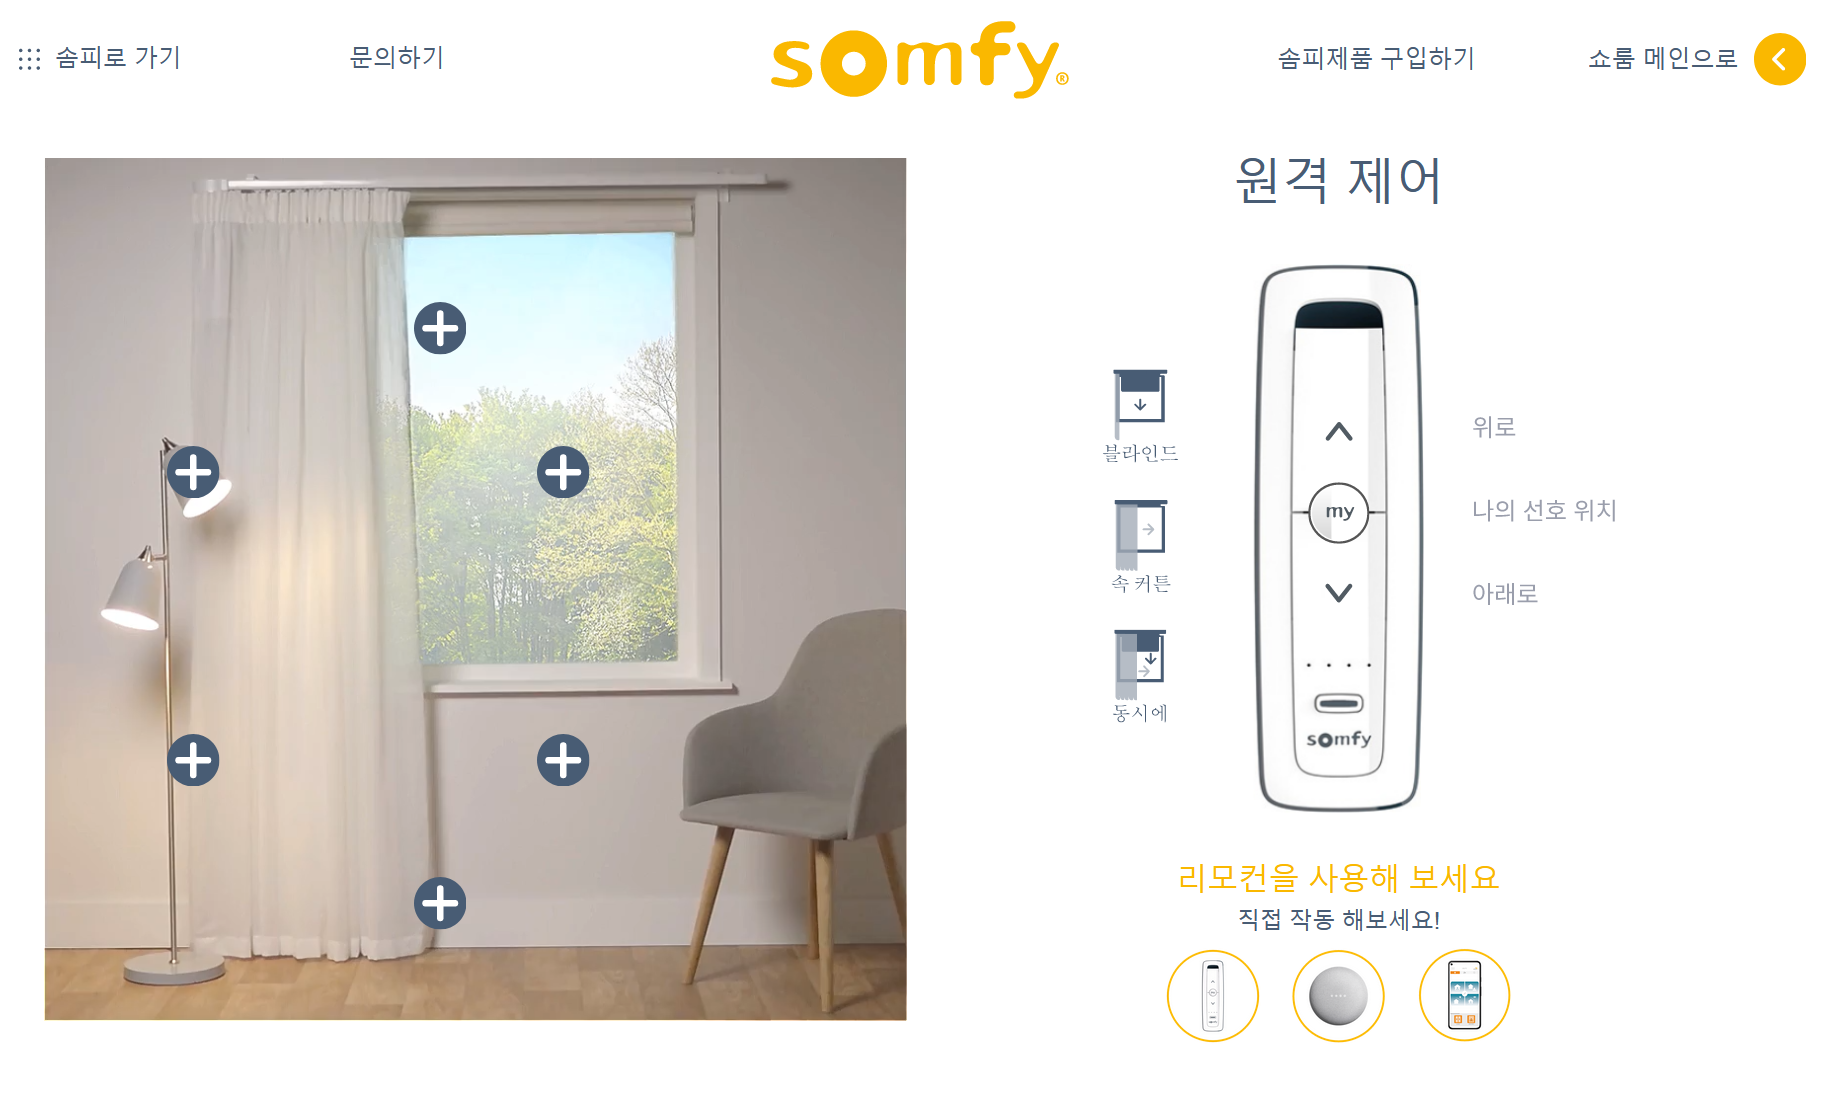 솜피로 가기
문의하기
somfy®
솜피제품 구입하기
쇼룸 메인으로
원격 제어
블라인드
속 커튼
동시에
my
somfy
위로
나의 선호 위치
아래로
리모컨을 사용해 보세요
직접 작동 해보세요!